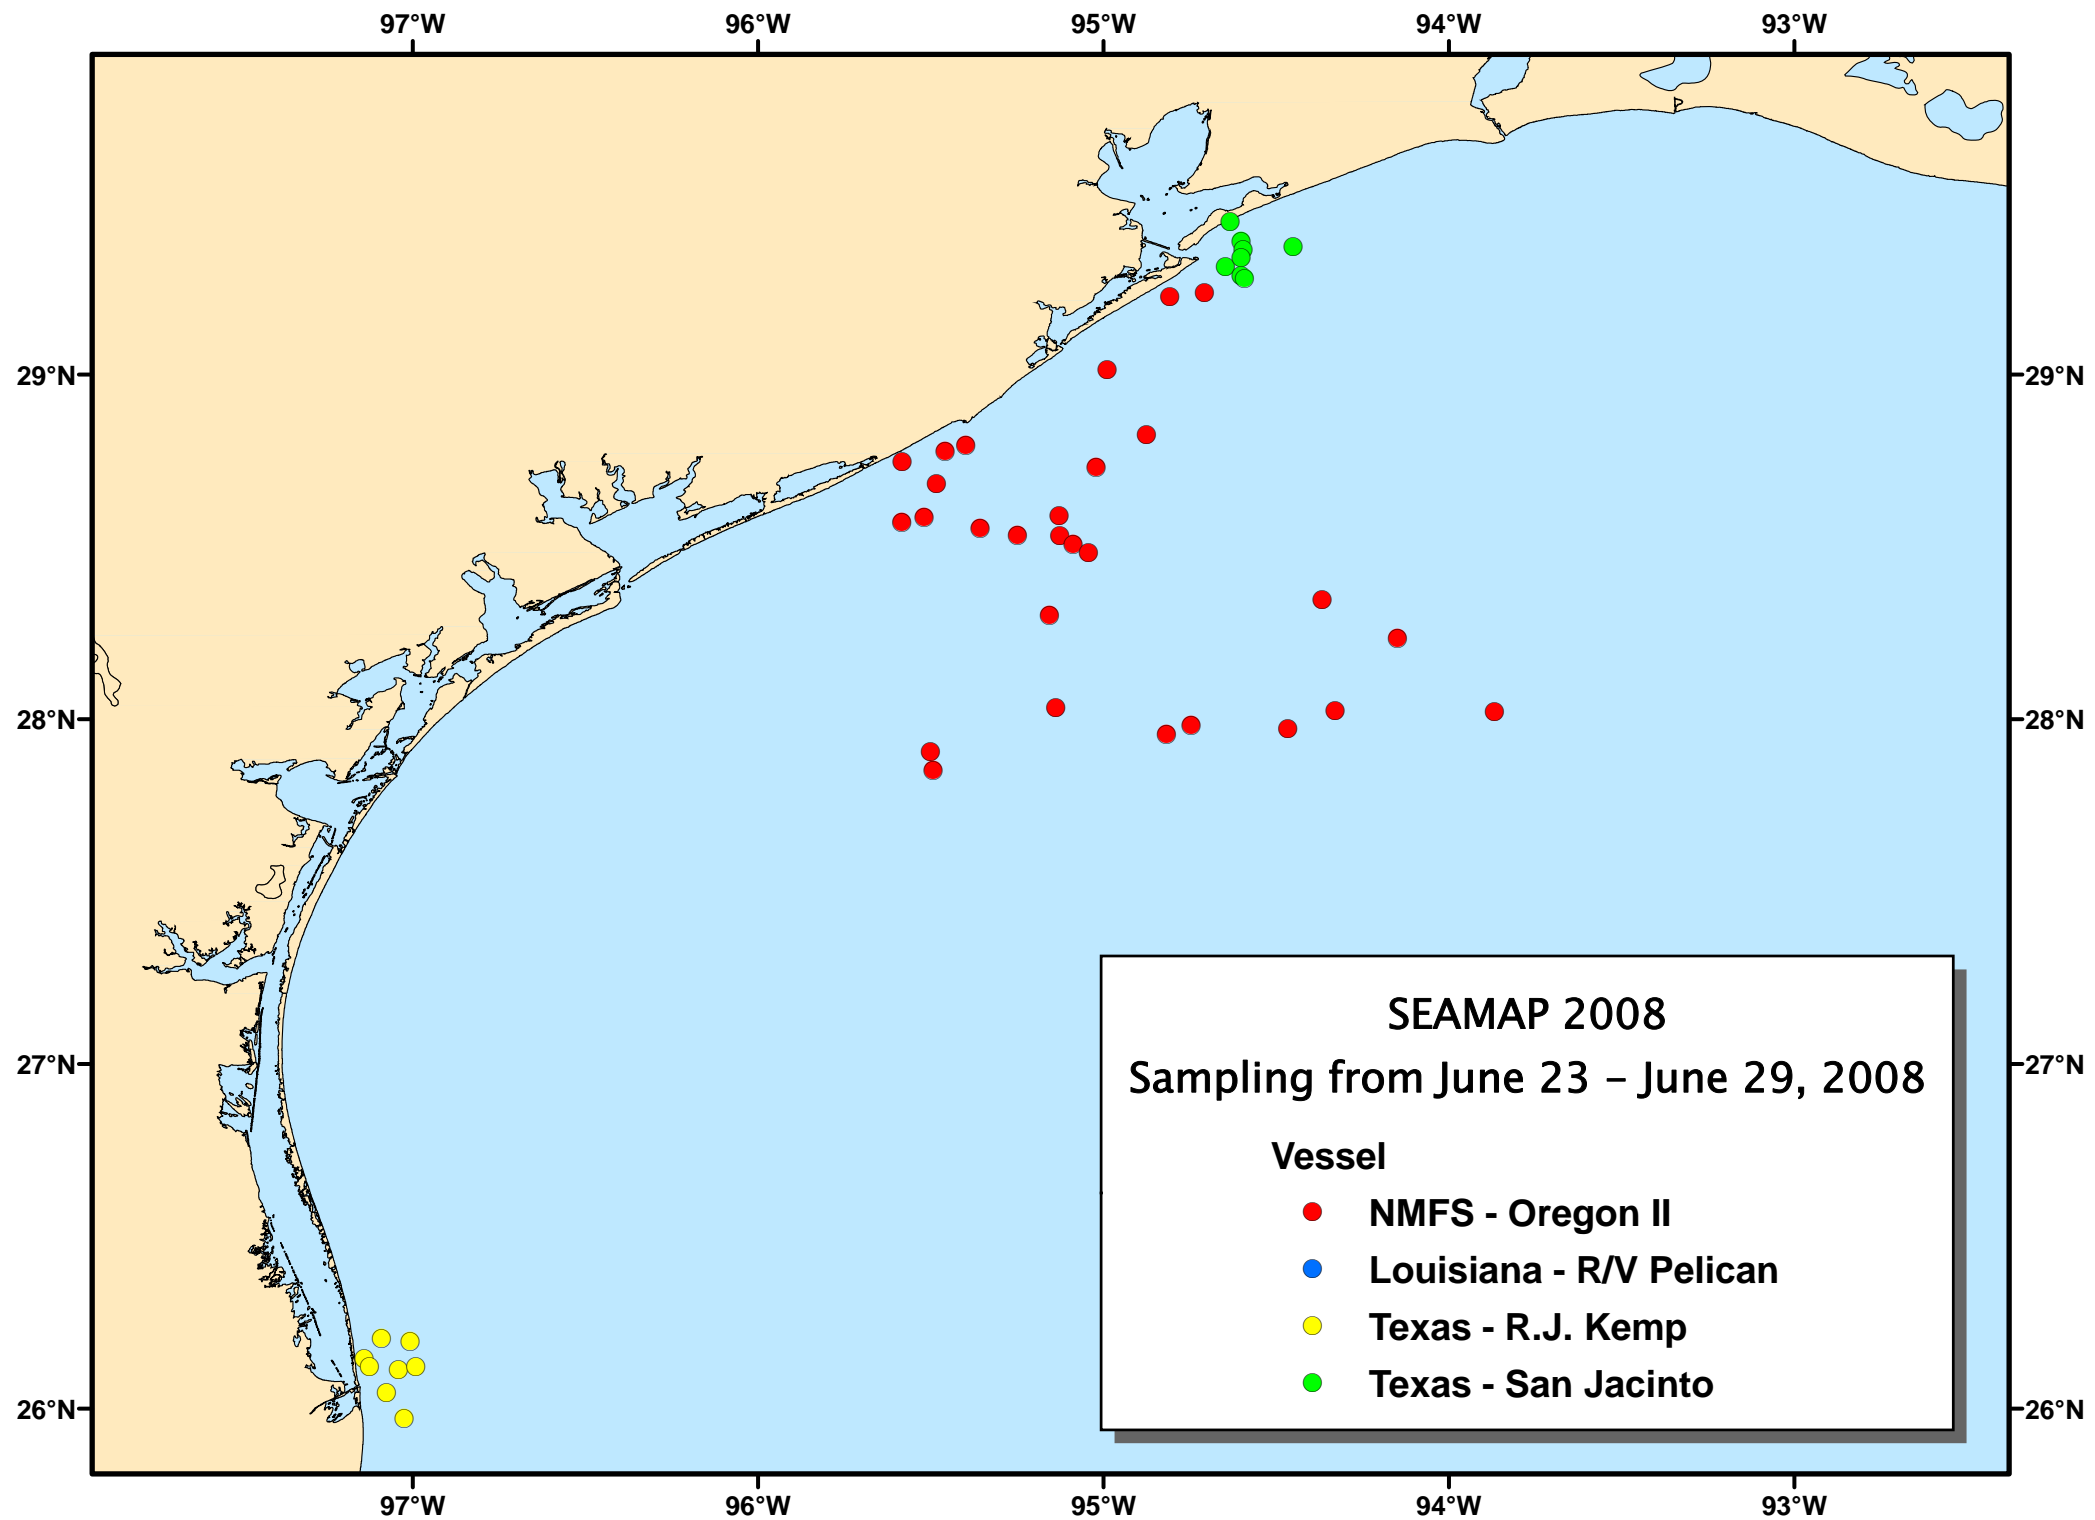 97°W 96°W 95°W 94°W 93°W
29°N 29°N
28°N 28°N
27°N 27°N
26°N 26°N
SEAMAP 2008
Sampling from June 23 – June 29, 2008
Vessel
NMFS - Oregon II
Louisiana - R/V Pelican
Texas - R.J. Kemp
Texas - San Jacinto
97°W 96°W 95°W 94°W 93°W